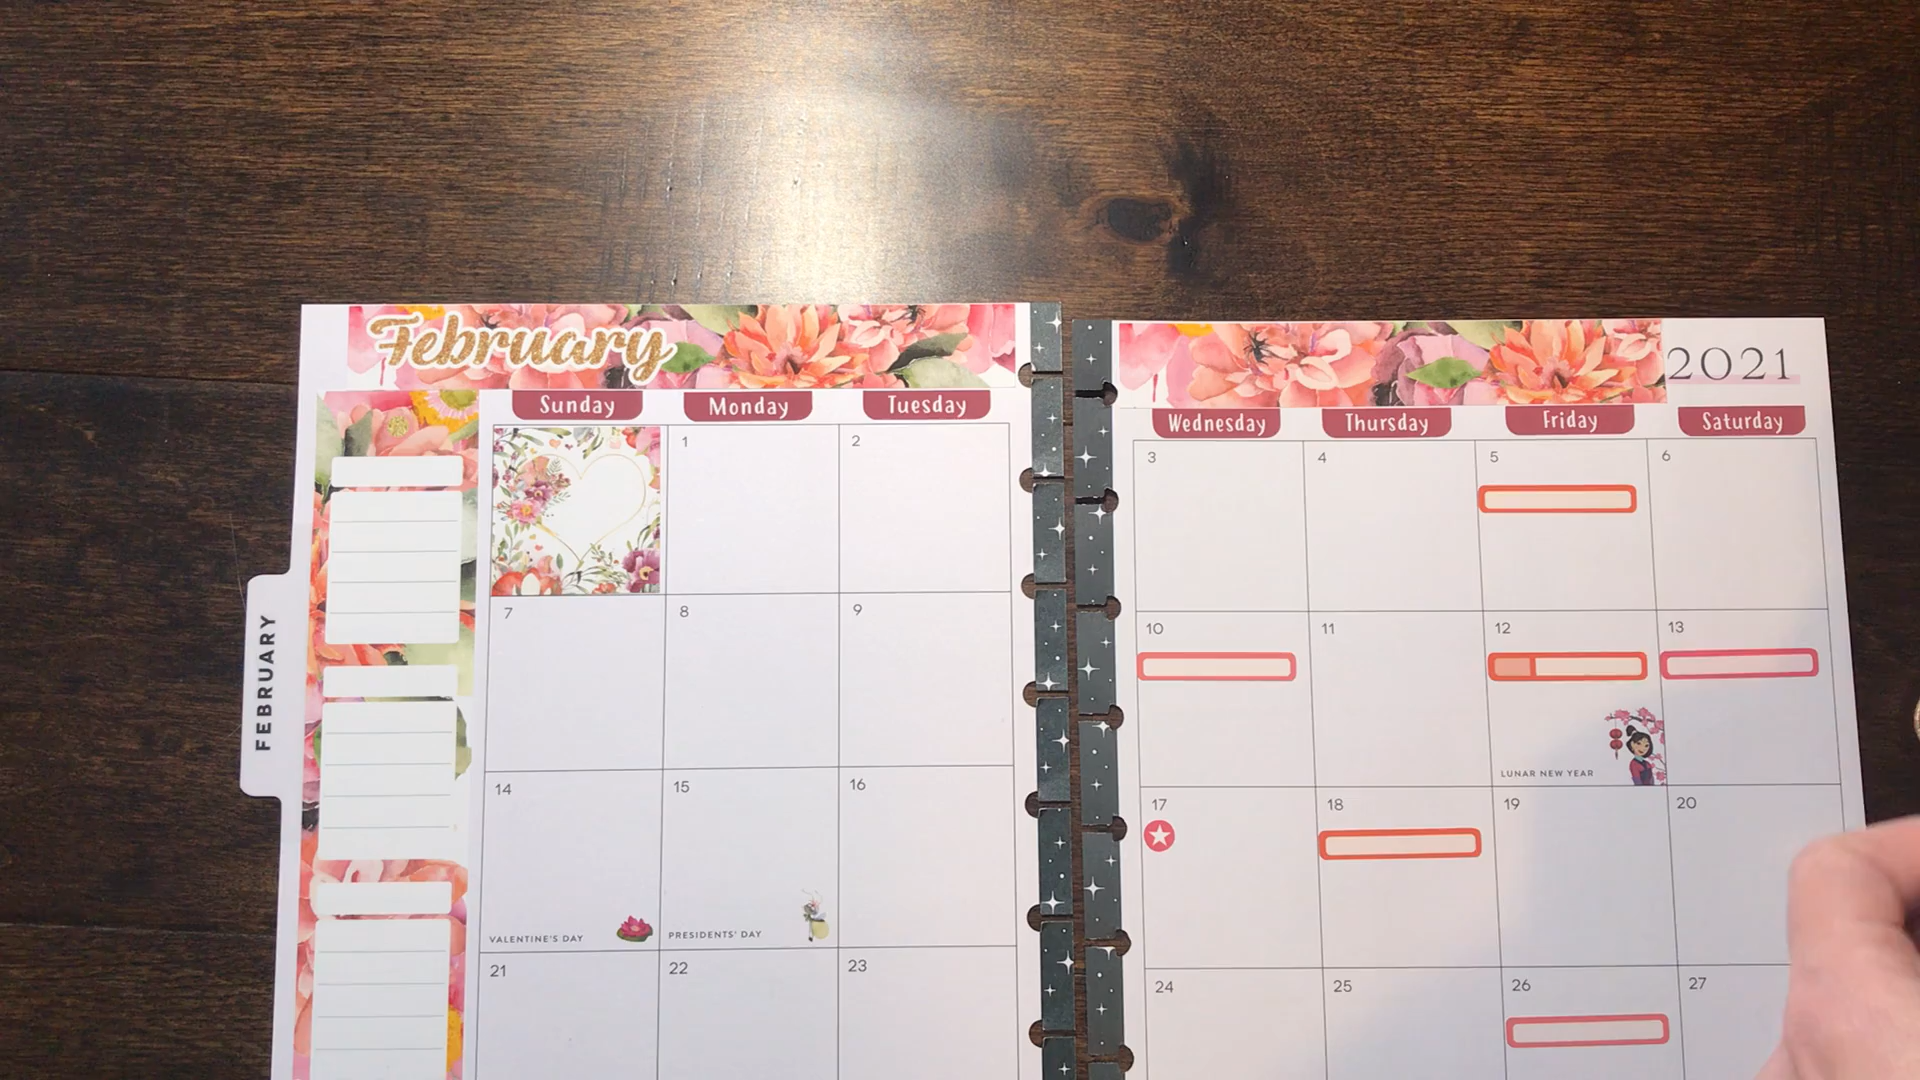 February
2021
Sunday Monday Tuesday Wednesday Thursday Friday Saturday
1 2 3 4 5 6
FEBRUARY
7 8 9 10 11 12 13
LUNAR NEW YEAR
14 15 16 17 18 19 20
VALENTINE'S DAY PRESIDENTS' DAY
21 22 23 24 25 26 27